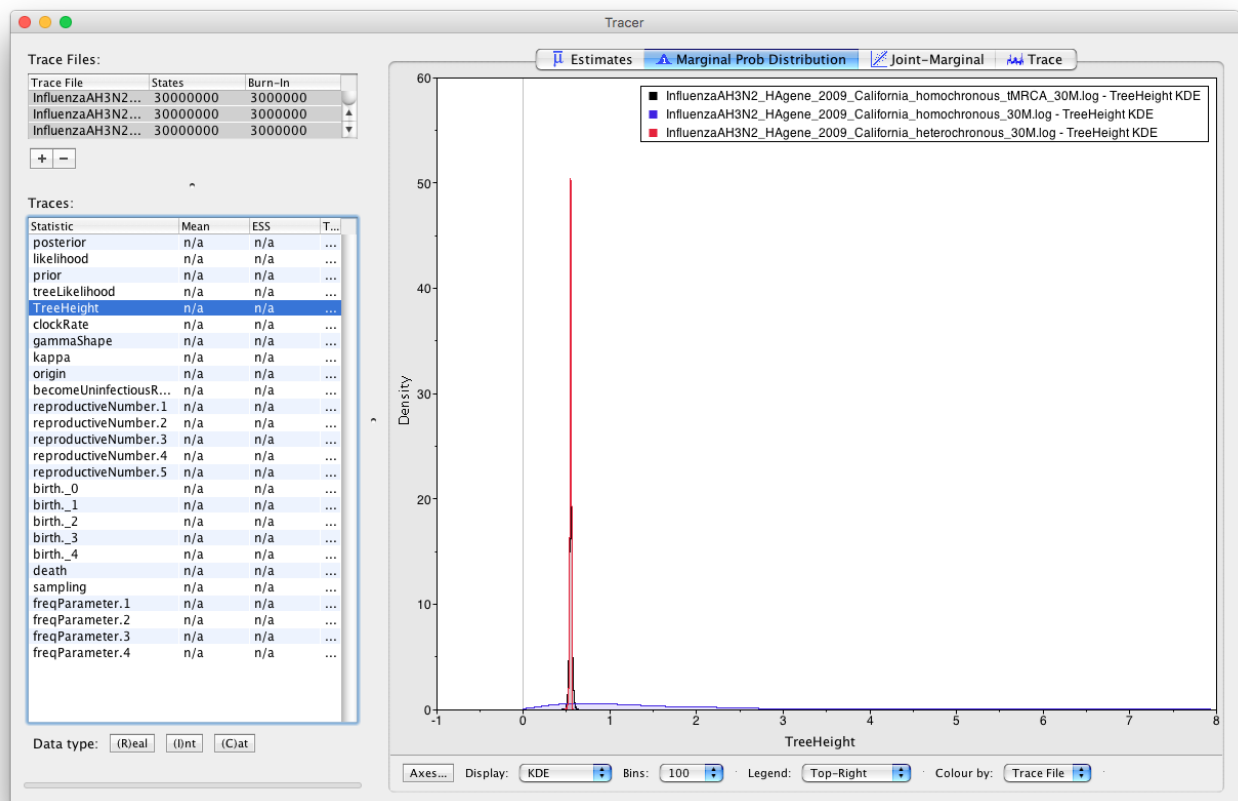 Tracer
Trace Files:
Trace File States Burn-In
InfluenzaAH3N2... 30000000 3000000
InfluenzaAH3N2... 30000000 3000000
InfluenzaAH3N2... 30000000 3000000
+ −
Traces:
Statistic Mean ESS T...
posterior n/a n/a ...
likelihood n/a n/a ...
prior n/a n/a ...
treeLikelihood n/a n/a ...
TreeHeight n/a n/a ...
clockRate n/a n/a ...
gammaShape n/a n/a ...
kappa n/a n/a ...
origin n/a n/a ...
becomeUninfectiousR... n/a n/a ...
reproductiveNumber.1 n/a n/a ...
reproductiveNumber.2 n/a n/a ...
reproductiveNumber.3 n/a n/a ...
reproductiveNumber.4 n/a n/a ...
reproductiveNumber.5 n/a n/a ...
birth._0 n/a n/a ...
birth._1 n/a n/a ...
birth._2 n/a n/a ...
birth._3 n/a n/a ...
birth._4 n/a n/a ...
death n/a n/a ...
sampling n/a n/a ...
freqParameter.1 n/a n/a ...
freqParameter.2 n/a n/a ...
freqParameter.3 n/a n/a ...
freqParameter.4 n/a n/a ...
Data type: (R)eal (I)nt (C)at
μ Estimates Marginal Prob Distribution Joint-Marginal Trace
InfluenzaAH3N2_HAgene_2009_California_homochronous_tMRCA_30M.log - TreeHeight KDE
InfluenzaAH3N2_HAgene_2009_California_homochronous_30M.log - TreeHeight KDE
InfluenzaAH3N2_HAgene_2009_California_heterochronous_30M.log - TreeHeight KDE
60
50
40
30
20
10
0
Density
-1 0 1 2 3 4 5 6 7 8
TreeHeight
Axes... Display: KDE Bins: 100 Legend: Top-Right Colour by: Trace File